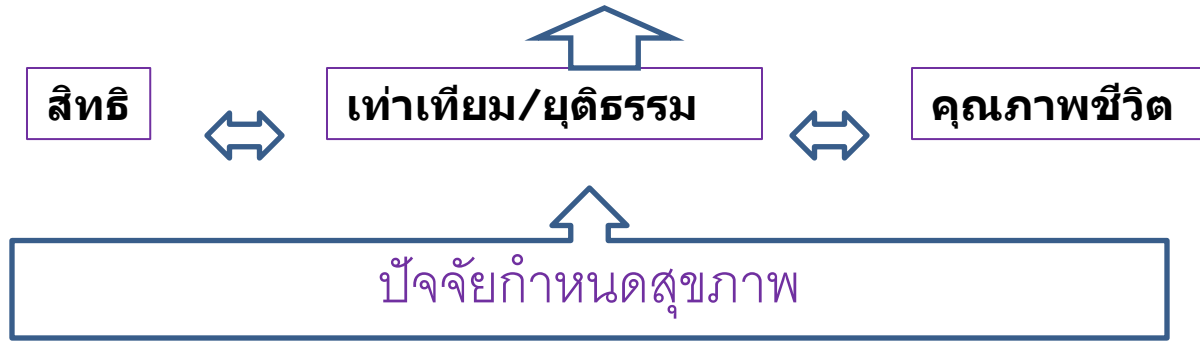 สิทธิ
เท่าเทียม/ยุติธรรม
คุณภาพชีวิต
ปัจจัยกำหนดสุขภาพ